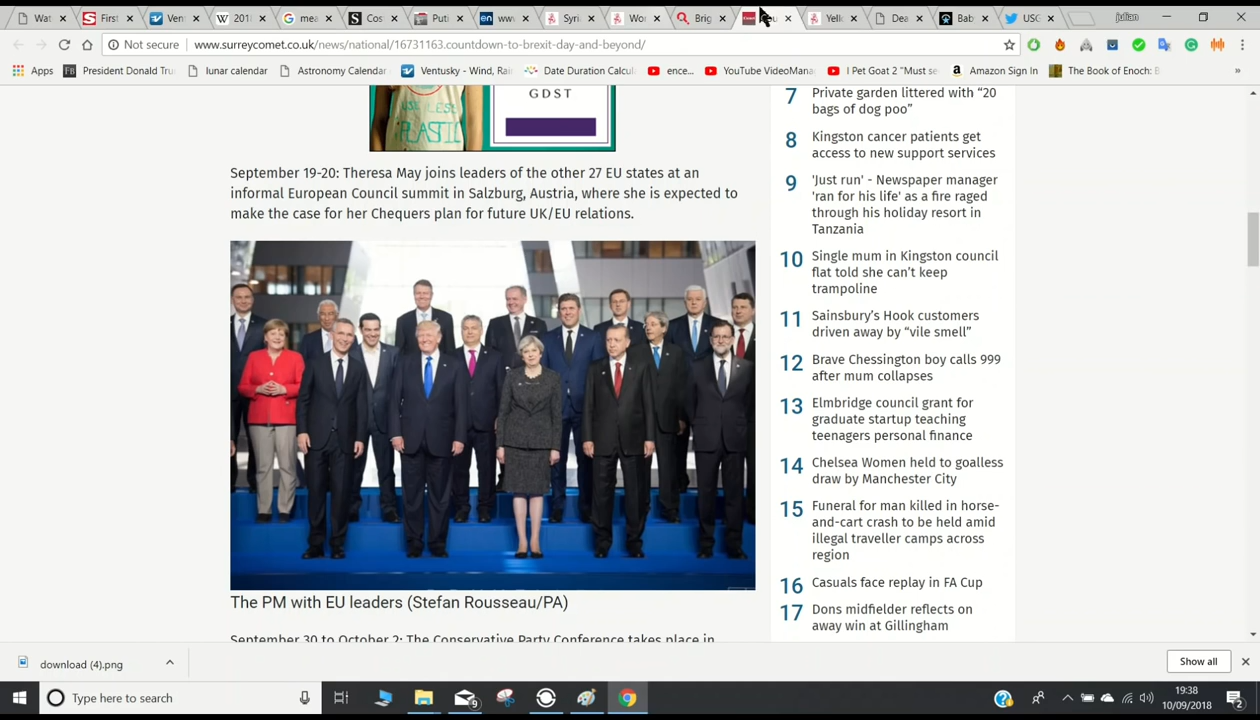 Wat
First
Ven
201
mea
Cos
Put
www
Syri
Wor
Brig
Yell
Dea
Bab
USG
julian
Not secure
www.surreycomet.co.uk/news/national/16731163.countdown-to-brexit-day-and-beyond/
Apps
President Donald Tru
lunar calendar
Astronomy Calendar
Ventusky - Wind, Rai
Date Duration Calcul
ence...
YouTube VideoMana
I Pet Goat 2 "Must se
Amazon Sign In
The Book of Enoch: B
USE LESS
PLASTIC
GDST
September 19-20: Theresa May joins leaders of the other 27 EU states at an
informal European Council summit in Salzburg, Austria, where she is expected to
make the case for her Chequers plan for future UK/EU relations.
The PM with EU leaders (Stefan Rousseau/PA)
September 30 to October 2: The Conservative Party Conference takes place in
7 Private garden littered with “20
bags of dog poo”
8 Kingston cancer patients get
access to new support services
9 'Just run' - Newspaper manager
'ran for his life' as a fire raged
through his holiday resort in
Tanzania
10 Single mum in Kingston council
flat told she can’t keep
trampoline
11 Sainsbury’s Hook customers
driven away by “vile smell”
12 Brave Chessington boy calls 999
after mum collapses
13 Elmbridge council grant for
graduate startup teaching
teenagers personal finance
14 Chelsea Women held to goalless
draw by Manchester City
15 Funeral for man killed in horse-
and-cart crash to be held amid
illegal traveller camps across
region
16 Casuals face replay in FA Cup
17 Dons midfielder reflects on
away win at Gillingham
download (4).png
Show all
Type here to search
9
19:38
10/09/2018
2